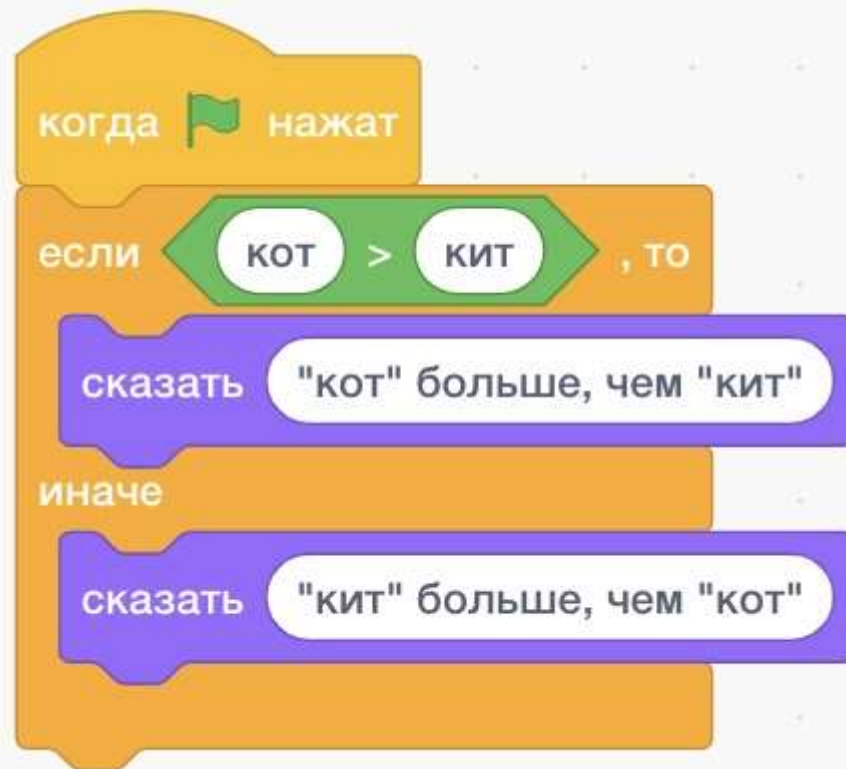 когда нажат
если кот > кит , то
сказать "кот" больше, чем "кит"
иначе
сказать "кит" больше, чем "кот"